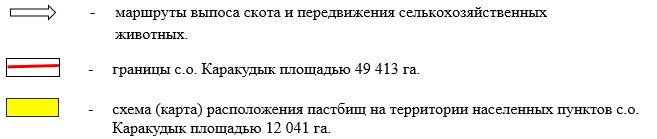 - маршруты выпоса скота и передвижения селькохозяйственных
животных.
- границы с.о. Каракудык площадью 49 413 га.
- схема (карта) расположения пастбищ на территории населенных пунктов с.о.
Каракудык площадью 12 041 га.